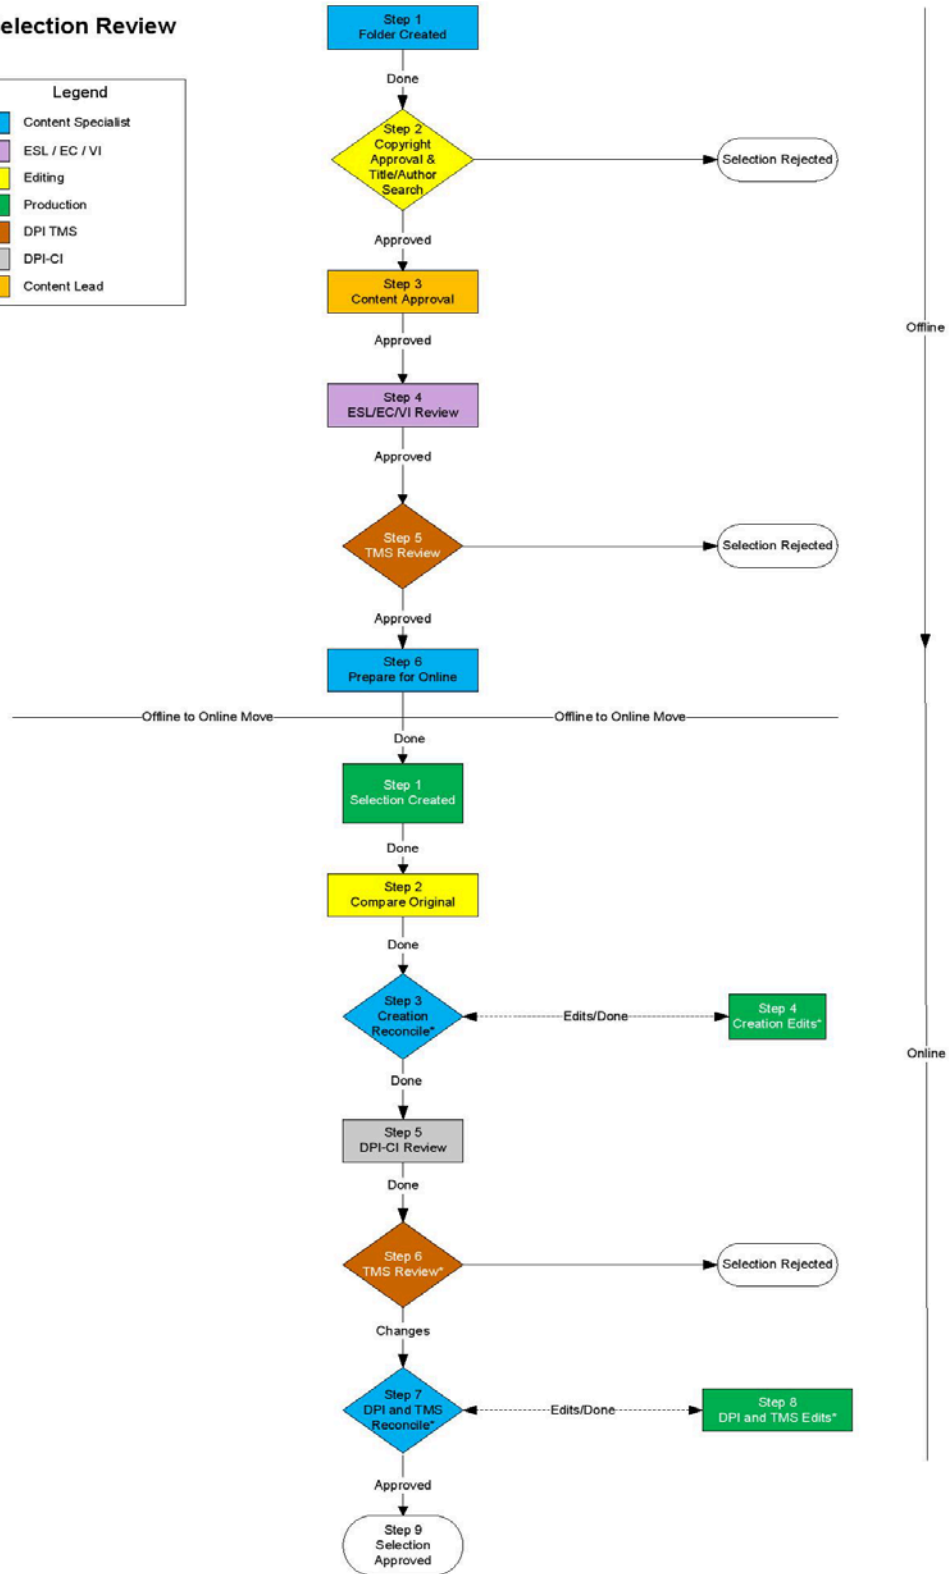 election Review
Legend
Content Specialist
ESL / EC / VI
Editing
Production
DPI TMS
DPI-CI
Content Lead
Step 1
Folder Created
Done
Step 2
Copyright
Approval &
Title/Author
Search
Selection Rejected
Approved
Step 3
Content Approval
Approved
Offline
Step 4
ESL/EC/VI Review
Approved
Step 5
TMS Review
Selection Rejected
Approved
Step 6
Prepare for Online
Offline to Online Move
Offline to Online Move
Done
Step 1
Selection Created
Done
Step 2
Compare Original
Done
Step 3
Creation
Reconcile*
Edits/Done
Step 4
Creation Edits*
Online
Done
Step 5
DPI-CI Review
Done
Step 6
TMS Review*
Selection Rejected
Changes
Step 7
DPI and TMS
Reconcile*
Edits/Done
Step 8
DPI and TMS Edits*
Approved
Step 9
Selection
Approved